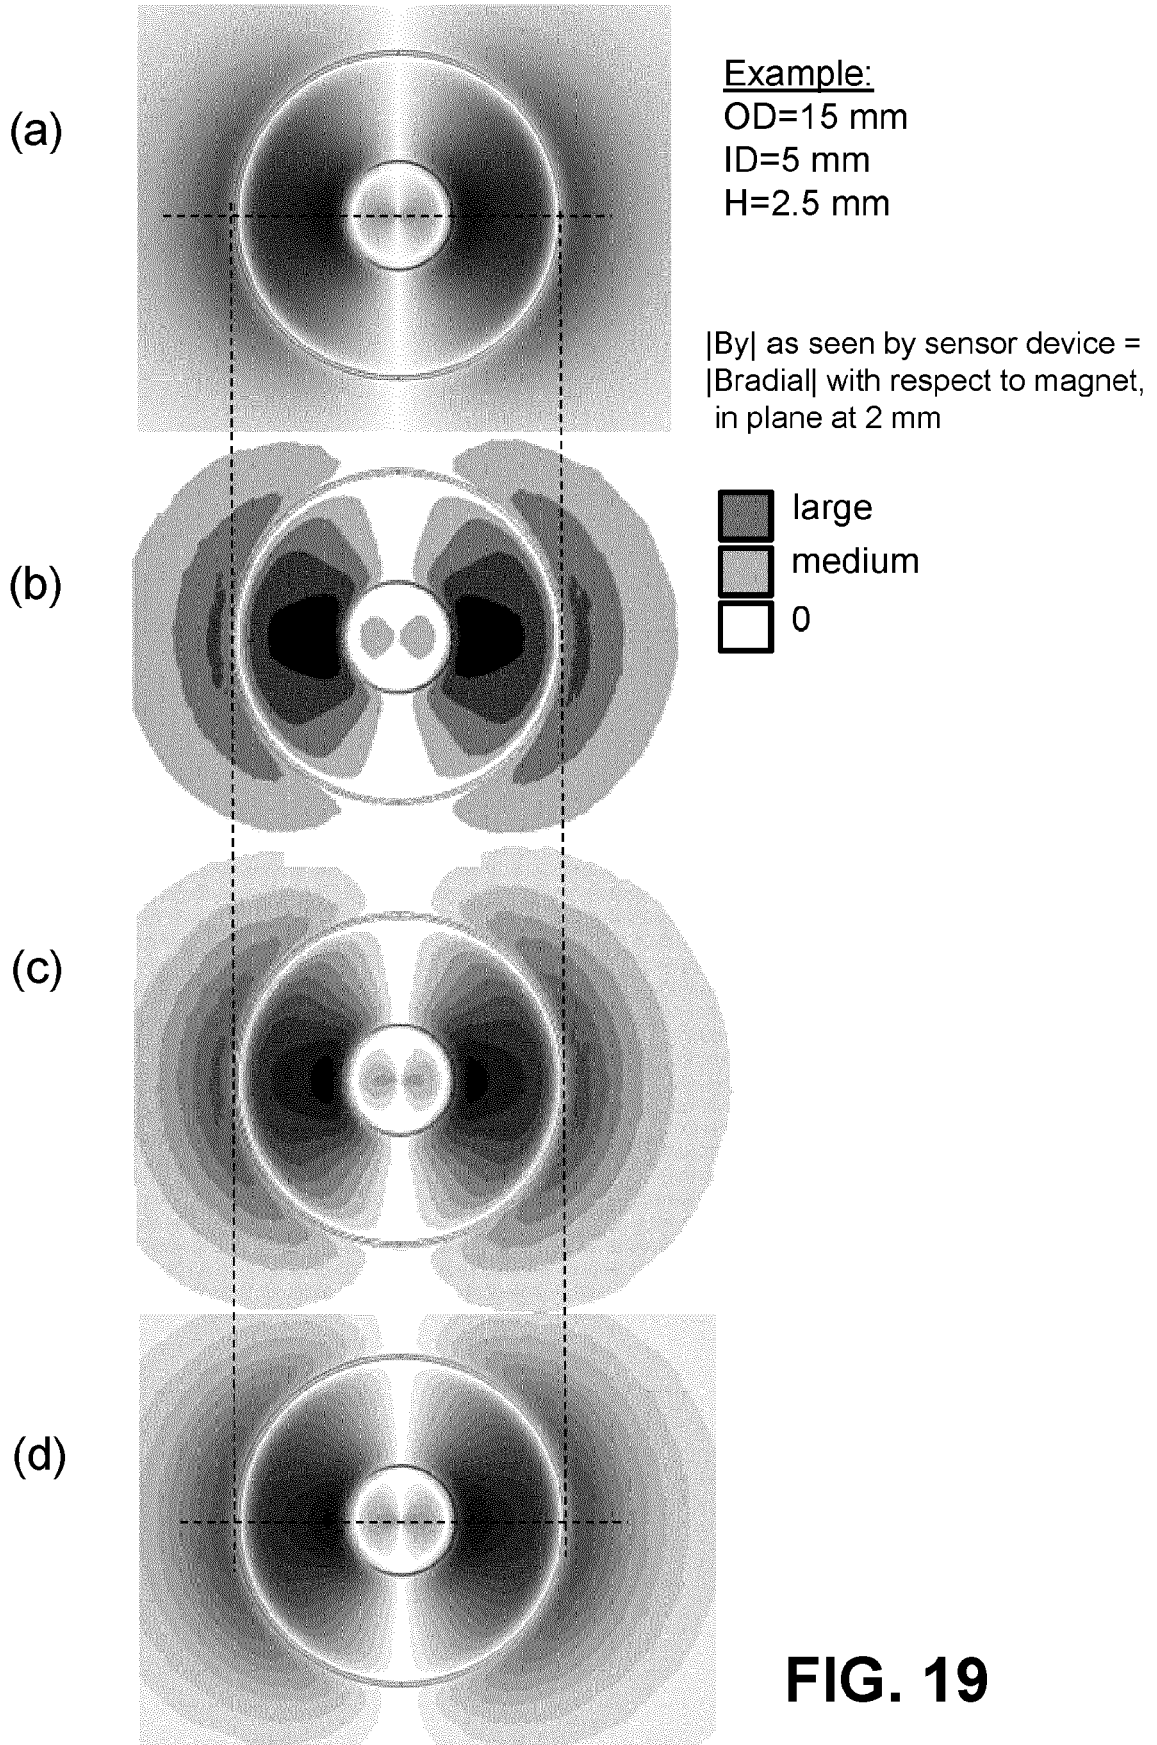 (a)
Example:
OD=15 mm
ID=5 mm
H=2.5 mm
|By| as seen by sensor device =
|Bradial| with respect to magnet,
in plane at 2 mm
large
medium
0
(b)
(c)
(d)
FIG. 19